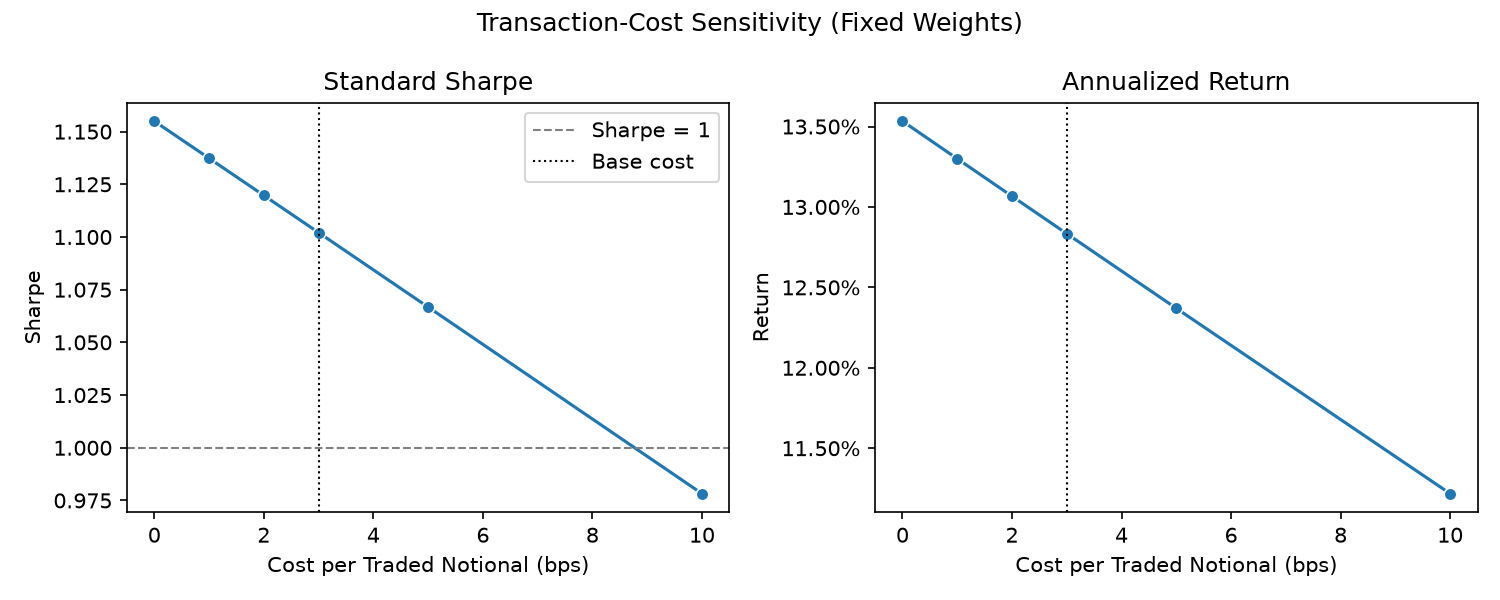 Transaction-Cost Sensitivity (Fixed Weights)
Standard Sharpe
Sharpe
1.150
1.125
1.100
1.075
1.050
1.025
1.000
0.975
Sharpe = 1
Base cost
0 2 4 6 8 10
Cost per Traded Notional (bps)
Annualized Return
Return
13.50%
13.00%
12.50%
12.00%
11.50%
0 2 4 6 8 10
Cost per Traded Notional (bps)